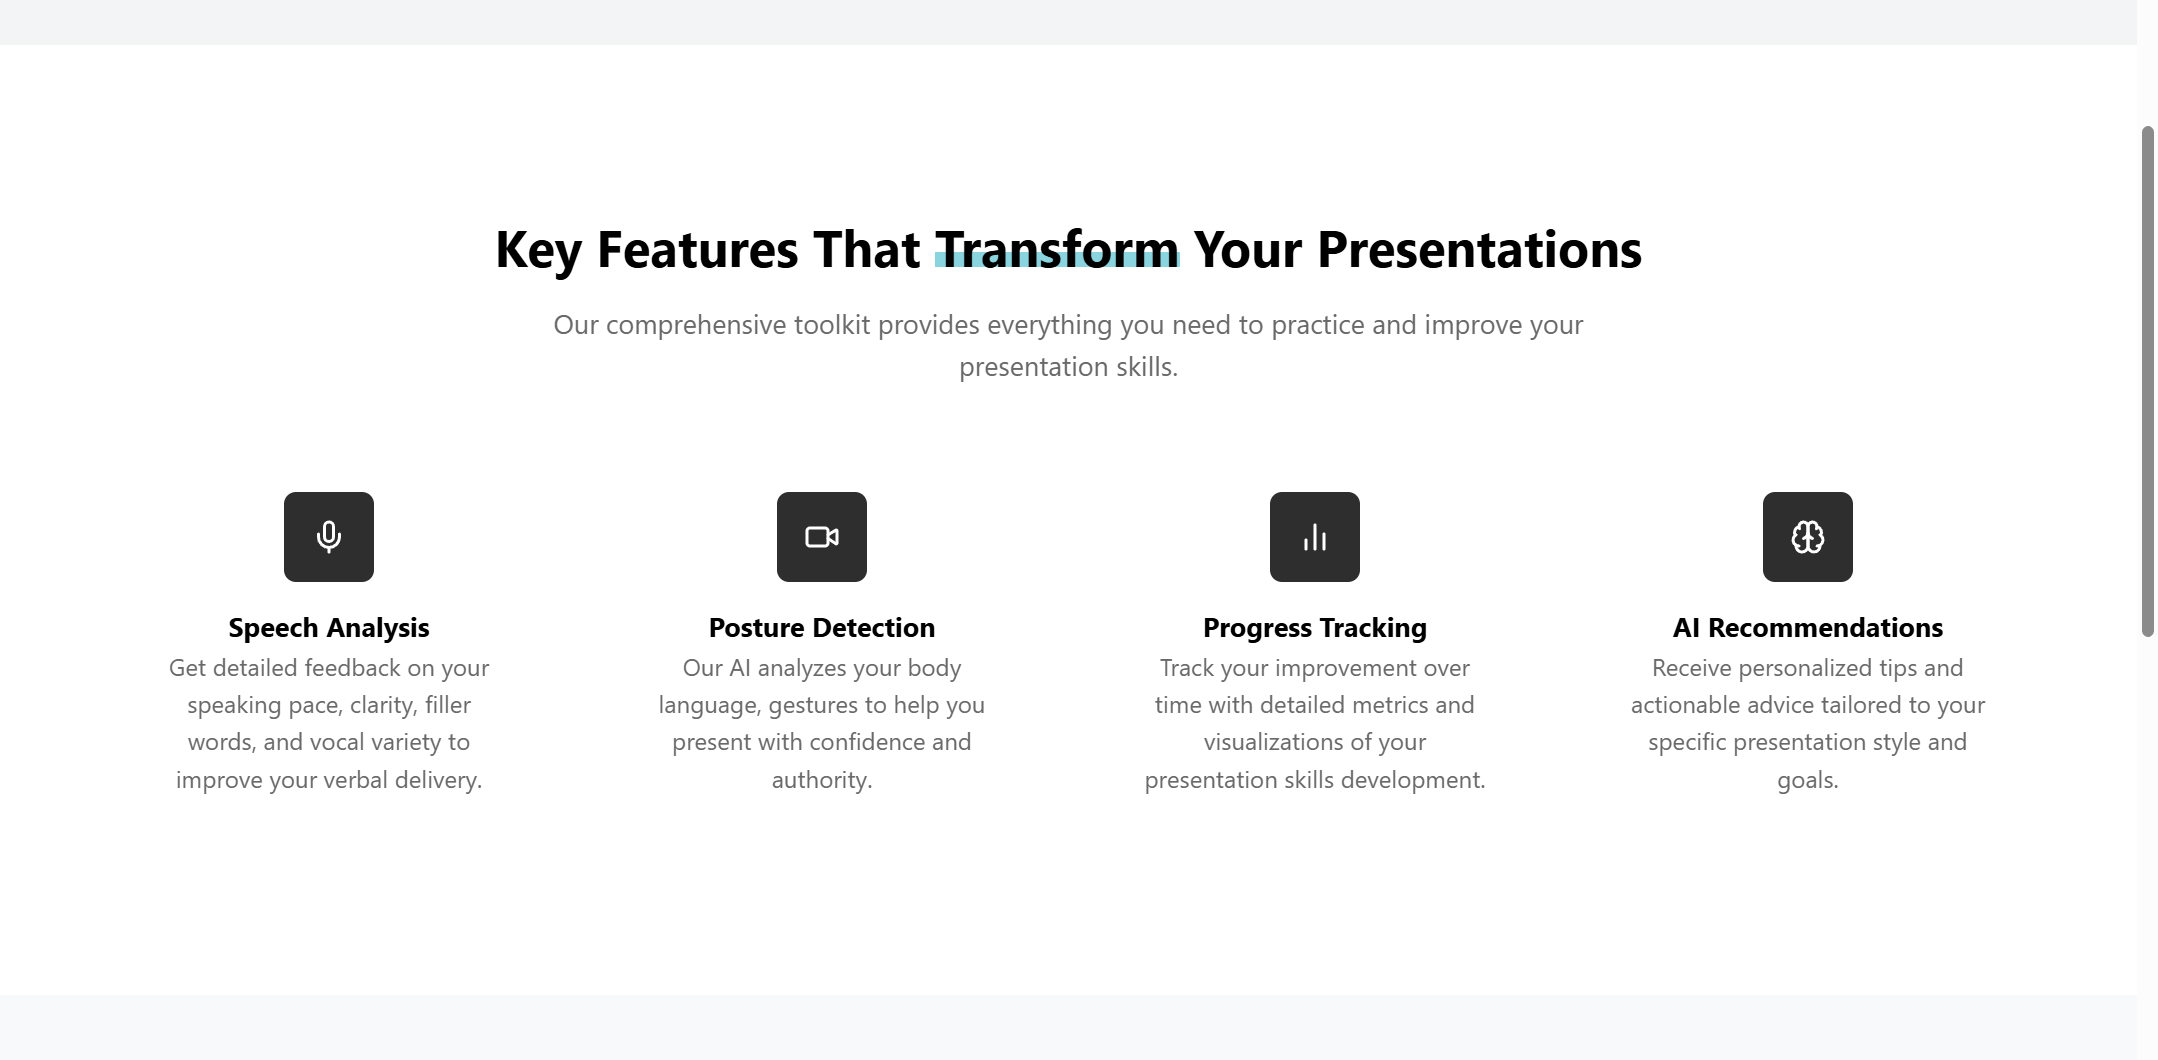 Key Features That Transform Your Presentations
Our comprehensive toolkit provides everything you need to practice and improve your
presentation skills.
Speech Analysis
Get detailed feedback on your
speaking pace, clarity, filler
words, and vocal variety to
improve your verbal delivery.
Posture Detection
Our AI analyzes your body
language, gestures to help you
present with confidence and
authority.
Progress Tracking
Track your improvement over
time with detailed metrics and
visualizations of your
presentation skills development.
AI Recommendations
Receive personalized tips and
actionable advice tailored to your
specific presentation style and
goals.